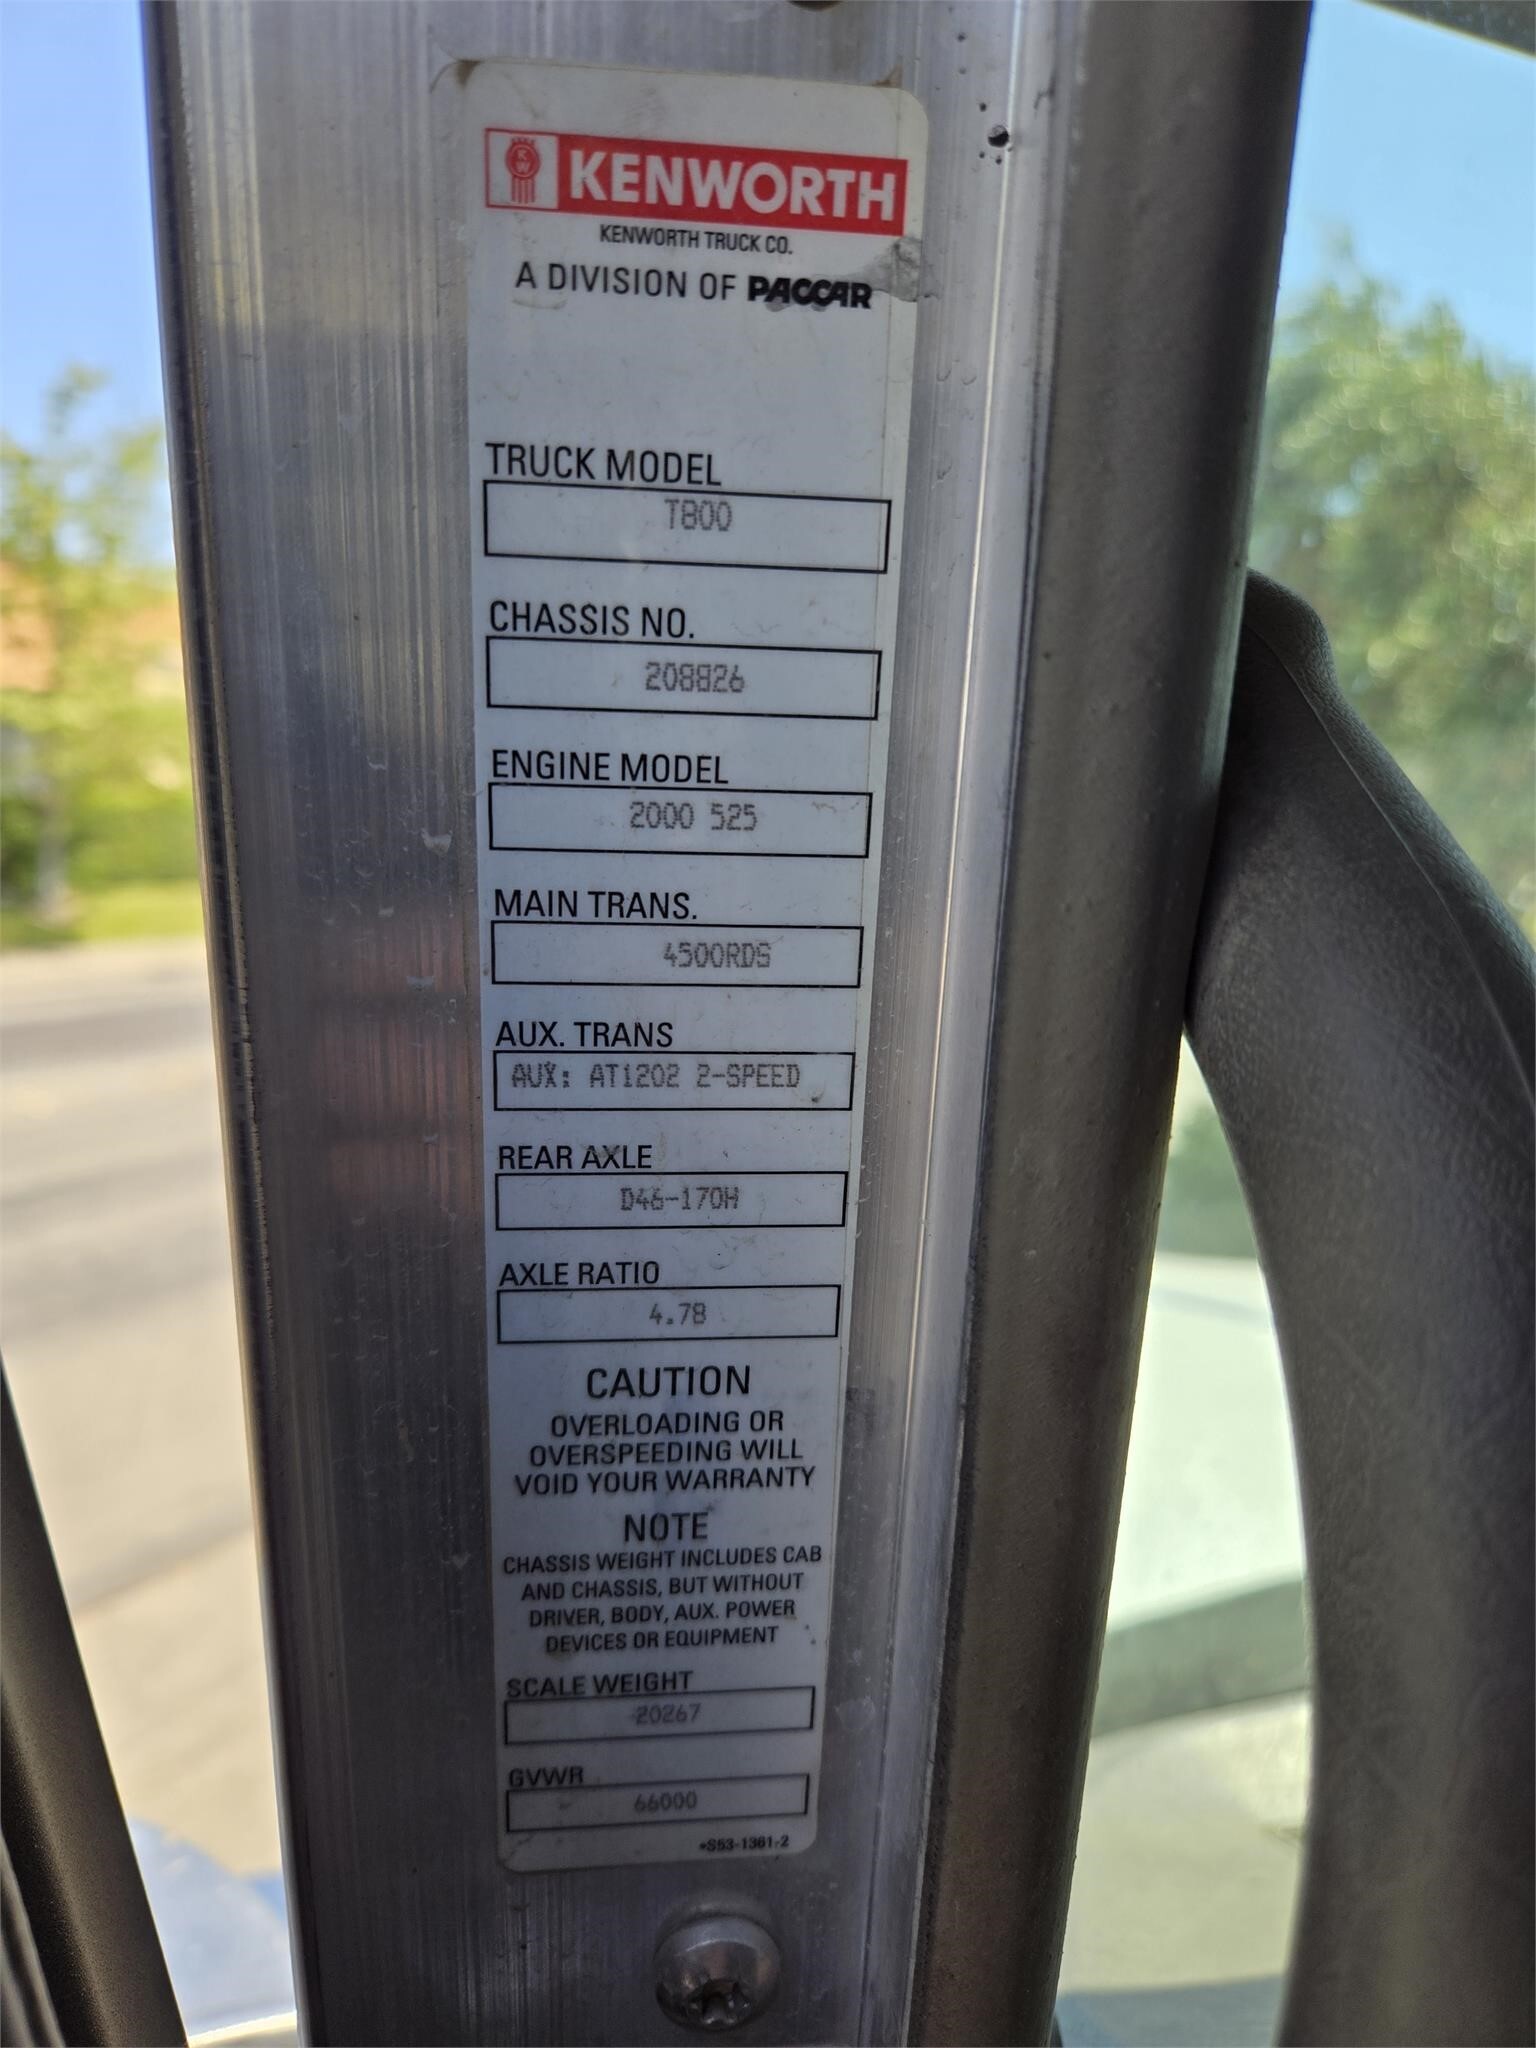 KW KENWORTH
KENWORTH TRUCK CO.
A DIVISION OF PACCAR
TRUCK MODEL
T800
CHASSIS NO.
208826
ENGINE MODEL
2000 525
MAIN TRANS.
4500RDS
AUX. TRANS
AUX: AT1202 2-SPEED
REAR AXLE
D46-170H
AXLE RATIO
4.78
CAUTION
OVERLOADING OR
OVERSPEEDING WILL
VOID YOUR WARRANTY
NOTE
CHASSIS WEIGHT INCLUDES CAB
AND CHASSIS, BUT WITHOUT
DRIVER, BODY, AUX. POWER
DEVICES OR EQUIPMENT
SCALE WEIGHT
20267
GVWR
66000
•S53-1361-2